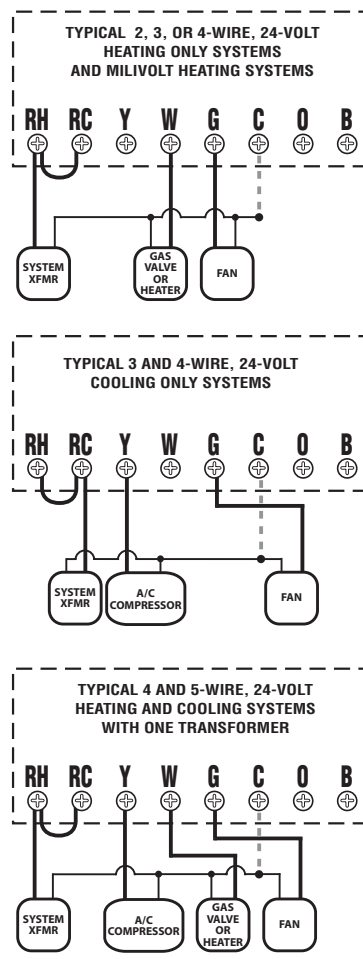 TYPICAL 2, 3, OR 4-WIRE, 24-VOLT
HEATING ONLY SYSTEMS
AND MILIVOLT HEATING SYSTEMS
RH RC Y W G C O B
SYSTEM
XFMR
GAS
VALVE
OR
HEATER
FAN
TYPICAL 3 AND 4-WIRE, 24-VOLT
COOLING ONLY SYSTEMS
RH RC Y W G C O B
SYSTEM
XFMR
A/C
COMPRESSOR
FAN
TYPICAL 4 AND 5-WIRE, 24-VOLT
HEATING AND COOLING SYSTEMS
WITH ONE TRANSFORMER
RH RC Y W G C O B
SYSTEM
XFMR
A/C
COMPRESSOR
GAS
VALVE
OR
HEATER
FAN